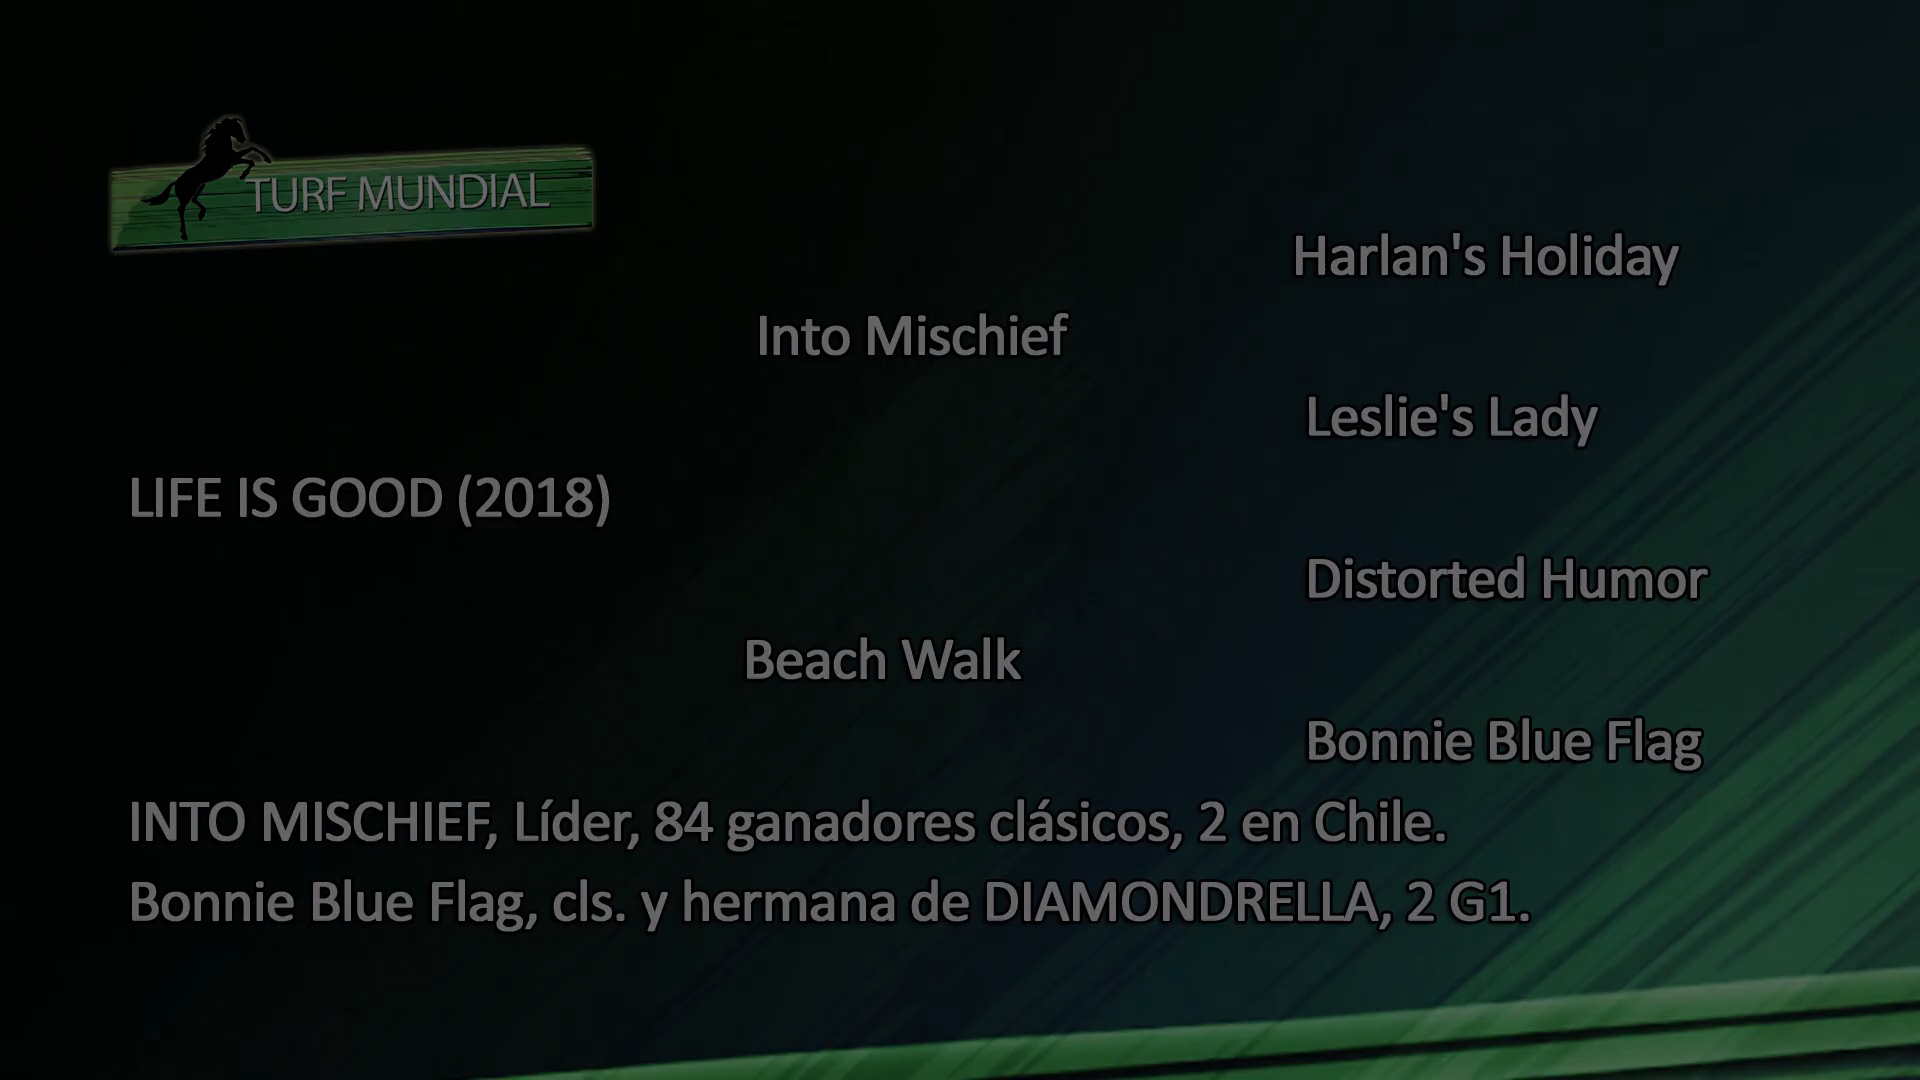 TURF MUNDIAL
Harlan's Holiday
Into Mischief
Leslie's Lady
LIFE IS GOOD (2018)
Distorted Humor
Beach Walk
Bonnie Blue Flag
INTO MISCHIEF, Líder, 84 ganadores clásicos, 2 en Chile.
Bonnie Blue Flag, cls. y hermana de DIAMONDRELLA, 2 G1.